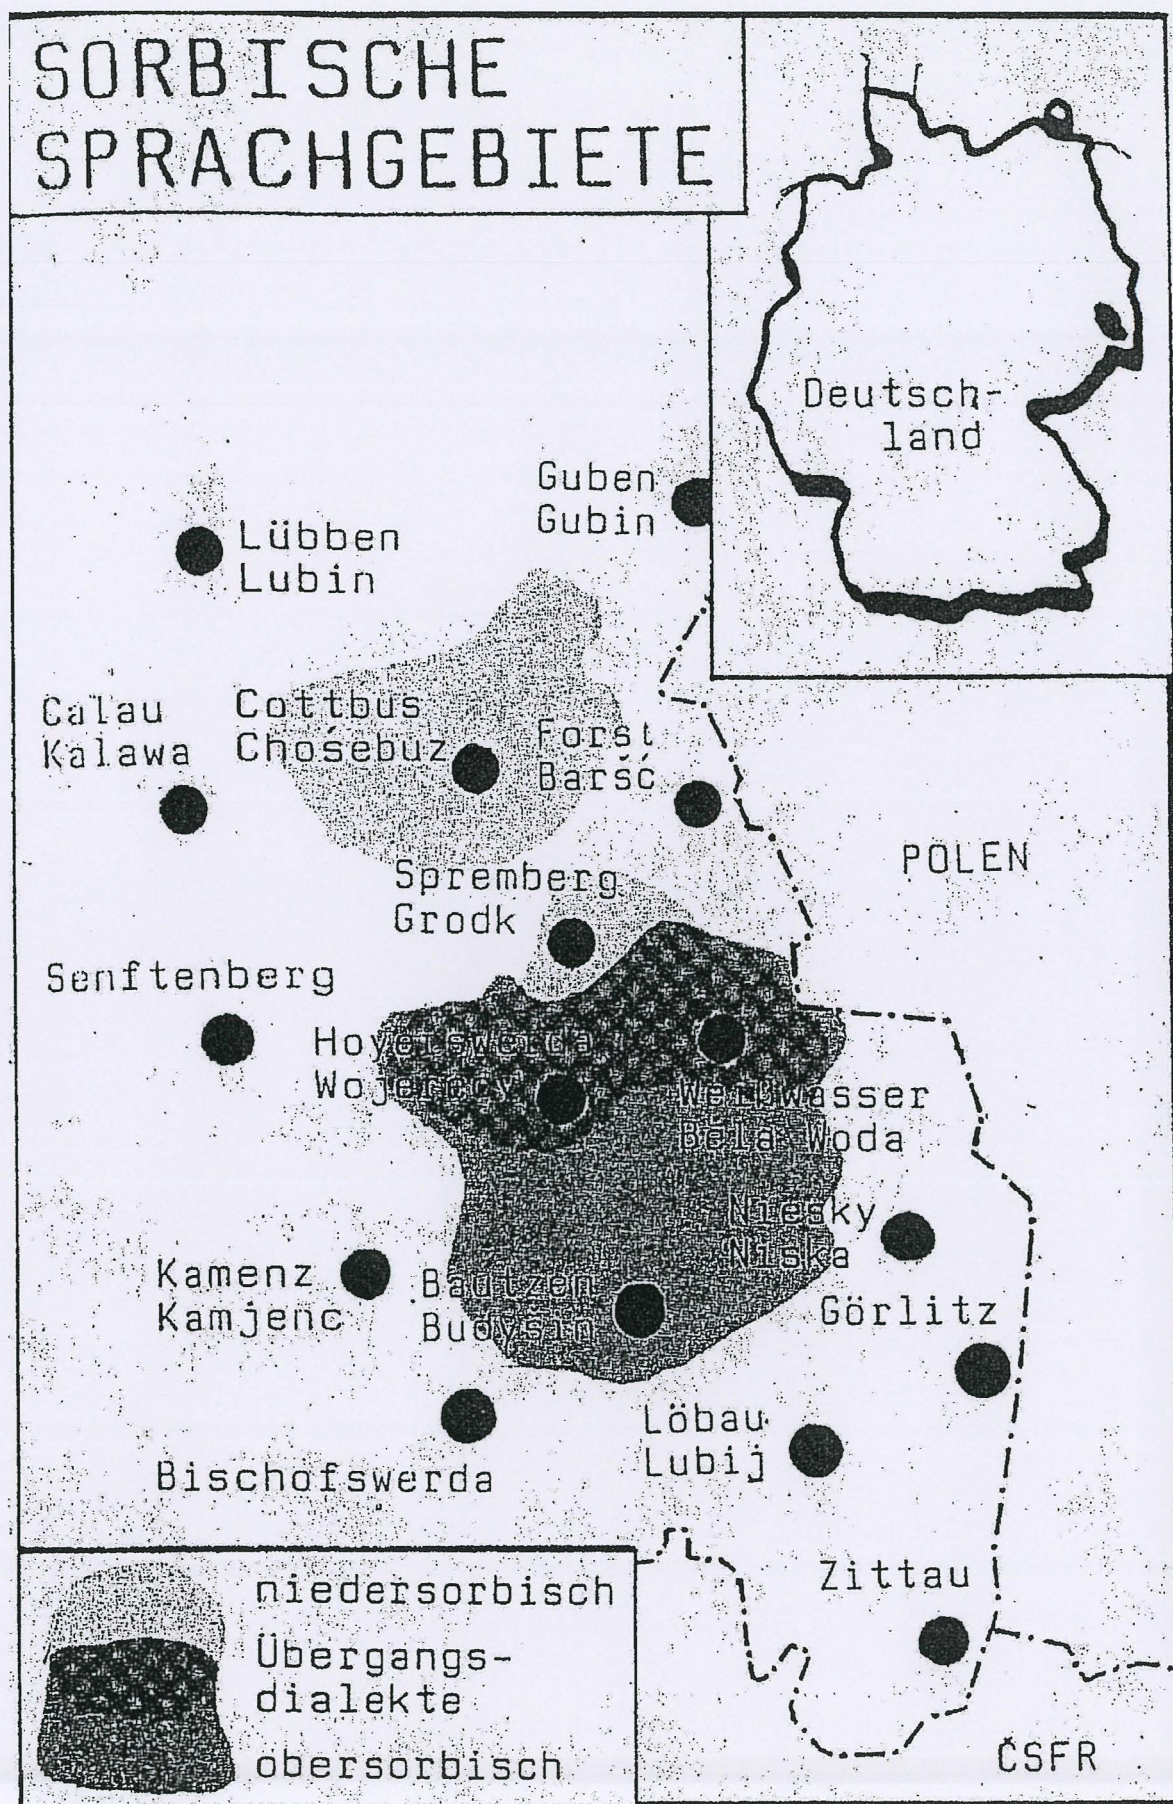 SORBISCHE
SPRACHGEBIETE
Deutsch-
land
Guben
Gubin
Lübben
Lubin
Calau
Kalawa
Cottbus
Chośebuz
Forst
Barść
POLEN
Spremberg
Grodk
Senftenberg
Hoyerswerda
Wojerecy
Weißwasser
Běla Woda
Niesky
Niska
Kamenz
Kamjenc
Bautzen
Budyšin
Görlitz
Löbau
Lubij
Bischofswerda
Zittau
ČSFR
niedersorbisch
Übergangs-
dialekte
obersorbisch